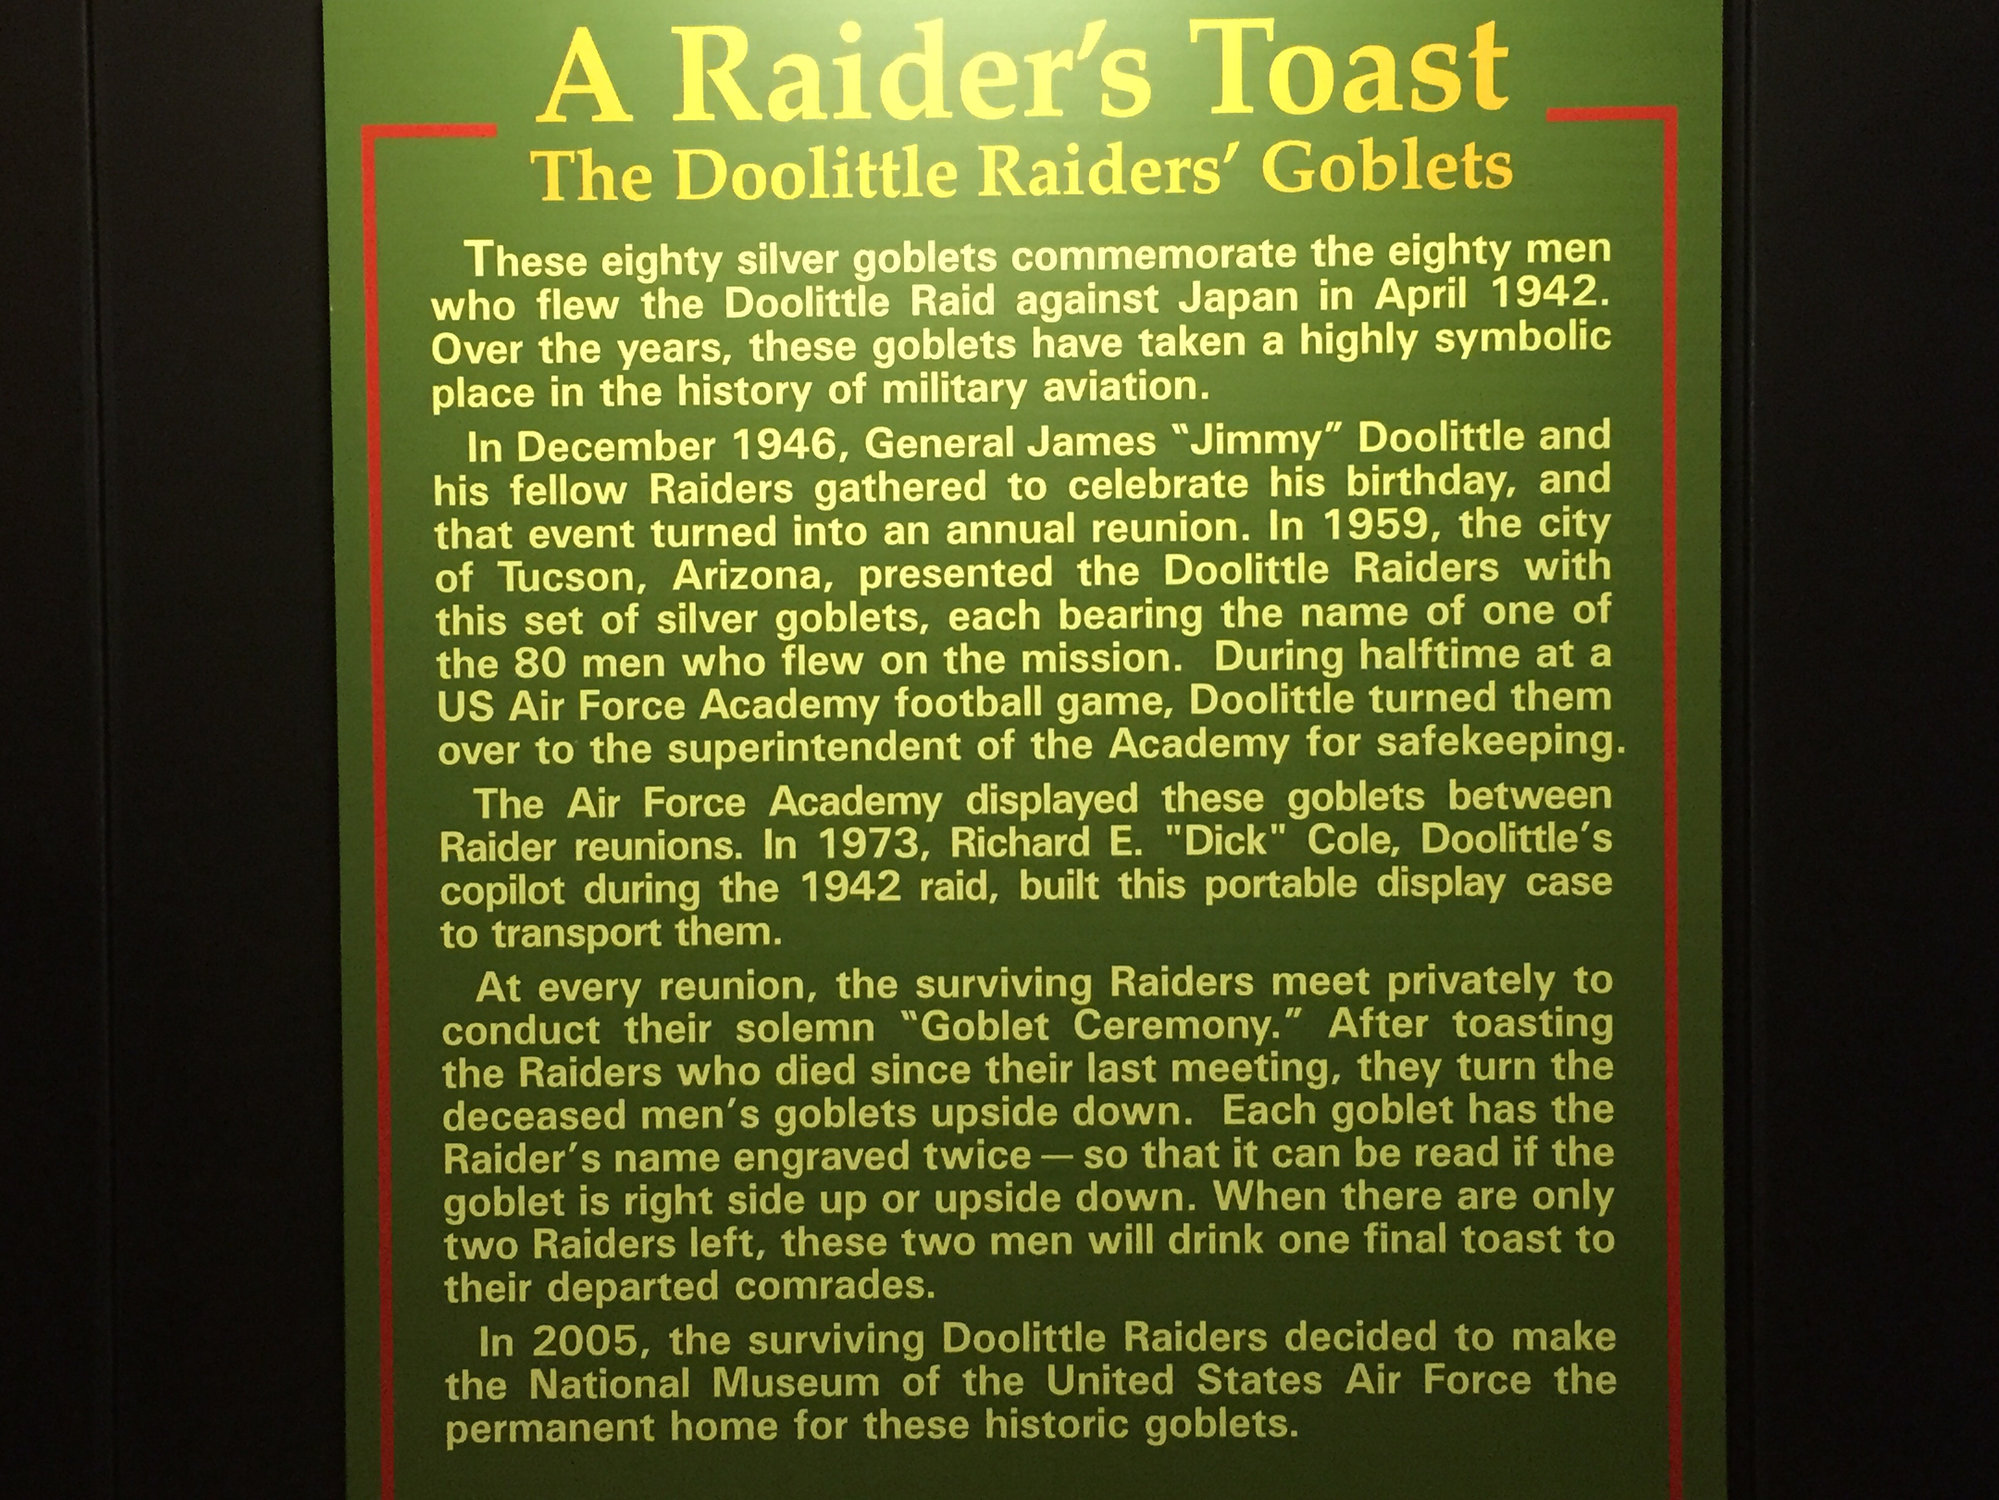 A Raider’s Toast
The Doolittle Raiders’ Goblets
These eighty silver goblets commemorate the eighty men
who flew the Doolittle Raid against Japan in April 1942.
Over the years, these goblets have taken a highly symbolic
place in the history of military aviation.
In December 1946, General James “Jimmy” Doolittle and
his fellow Raiders gathered to celebrate his birthday, and
that event turned into an annual reunion. In 1959, the city
of Tucson, Arizona, presented the Doolittle Raiders with
this set of silver goblets, each bearing the name of one of
the 80 men who flew on the mission. During halftime at a
US Air Force Academy football game, Doolittle turned them
over to the superintendent of the Academy for safekeeping.
The Air Force Academy displayed these goblets between
Raider reunions. In 1973, Richard E. "Dick" Cole, Doolittle’s
copilot during the 1942 raid, built this portable display case
to transport them.
At every reunion, the surviving Raiders meet privately to
conduct their solemn “Goblet Ceremony.” After toasting
the Raiders who died since their last meeting, they turn the
deceased men’s goblets upside down. Each goblet has the
Raider’s name engraved twice — so that it can be read if the
goblet is right side up or upside down. When there are only
two Raiders left, these two men will drink one final toast to
their departed comrades.
In 2005, the surviving Doolittle Raiders decided to make
the National Museum of the United States Air Force the
permanent home for these historic goblets.